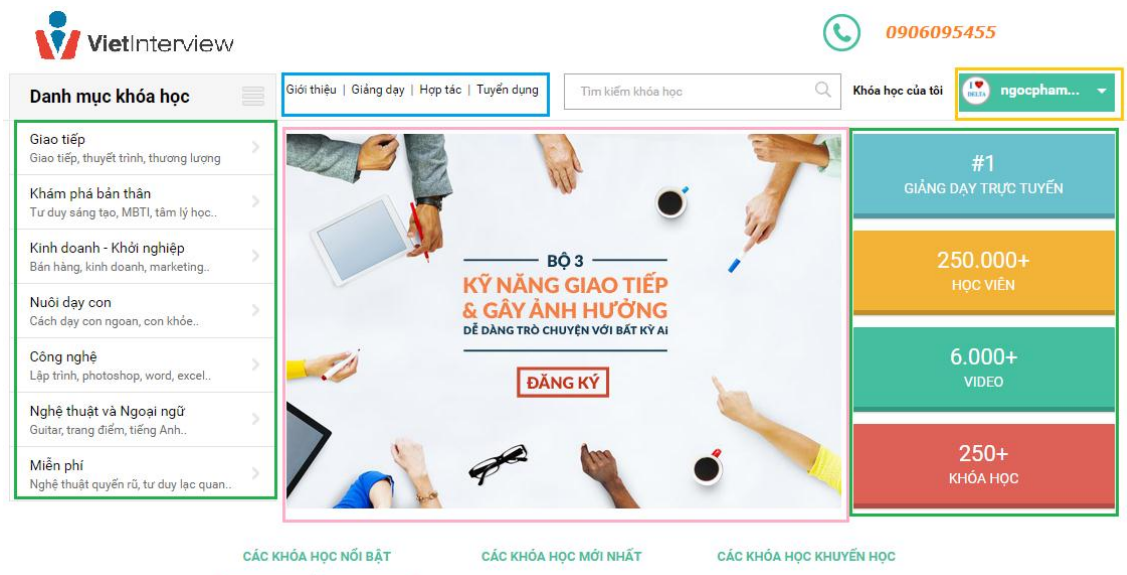 VietInterview
0906095455
Danh mục khóa học
Giới thiệu | Giảng dạy | Hợp tác | Tuyển dụng
Tìm kiếm khóa học
Khóa học của tôi
I
DELTA
ngocpham...
Giao tiếp
Giao tiếp, thuyết trình, thương lượng
Khám phá bản thân
Tư duy sáng tạo, MBTI, tâm lý học..
Kinh doanh - Khởi nghiệp
Bán hàng, kinh doanh, marketing..
Nuôi dạy con
Cách dạy con ngoan, con khỏe..
Công nghệ
Lập trình, photoshop, word, excel..
Nghệ thuật và Ngoại ngữ
Guitar, trang điểm, tiếng Anh..
Miễn phí
Nghệ thuật quyến rũ, tư duy lạc quan..
BỘ 3
KỸ NĂNG GIAO TIẾP
& GÂY ẢNH HƯỞNG
DỄ DÀNG TRÒ CHUYỆN VỚI BẤT KỲ Ai
ĐĂNG KÝ
#1
GIẢNG DẠY TRỰC TUYẾN
250.000+
HỌC VIÊN
6.000+
VIDEO
250+
KHÓA HỌC
CÁC KHÓA HỌC NỔI BẬT
CÁC KHÓA HỌC MỚI NHẤT
CÁC KHÓA HỌC KHUYẾN HỌC